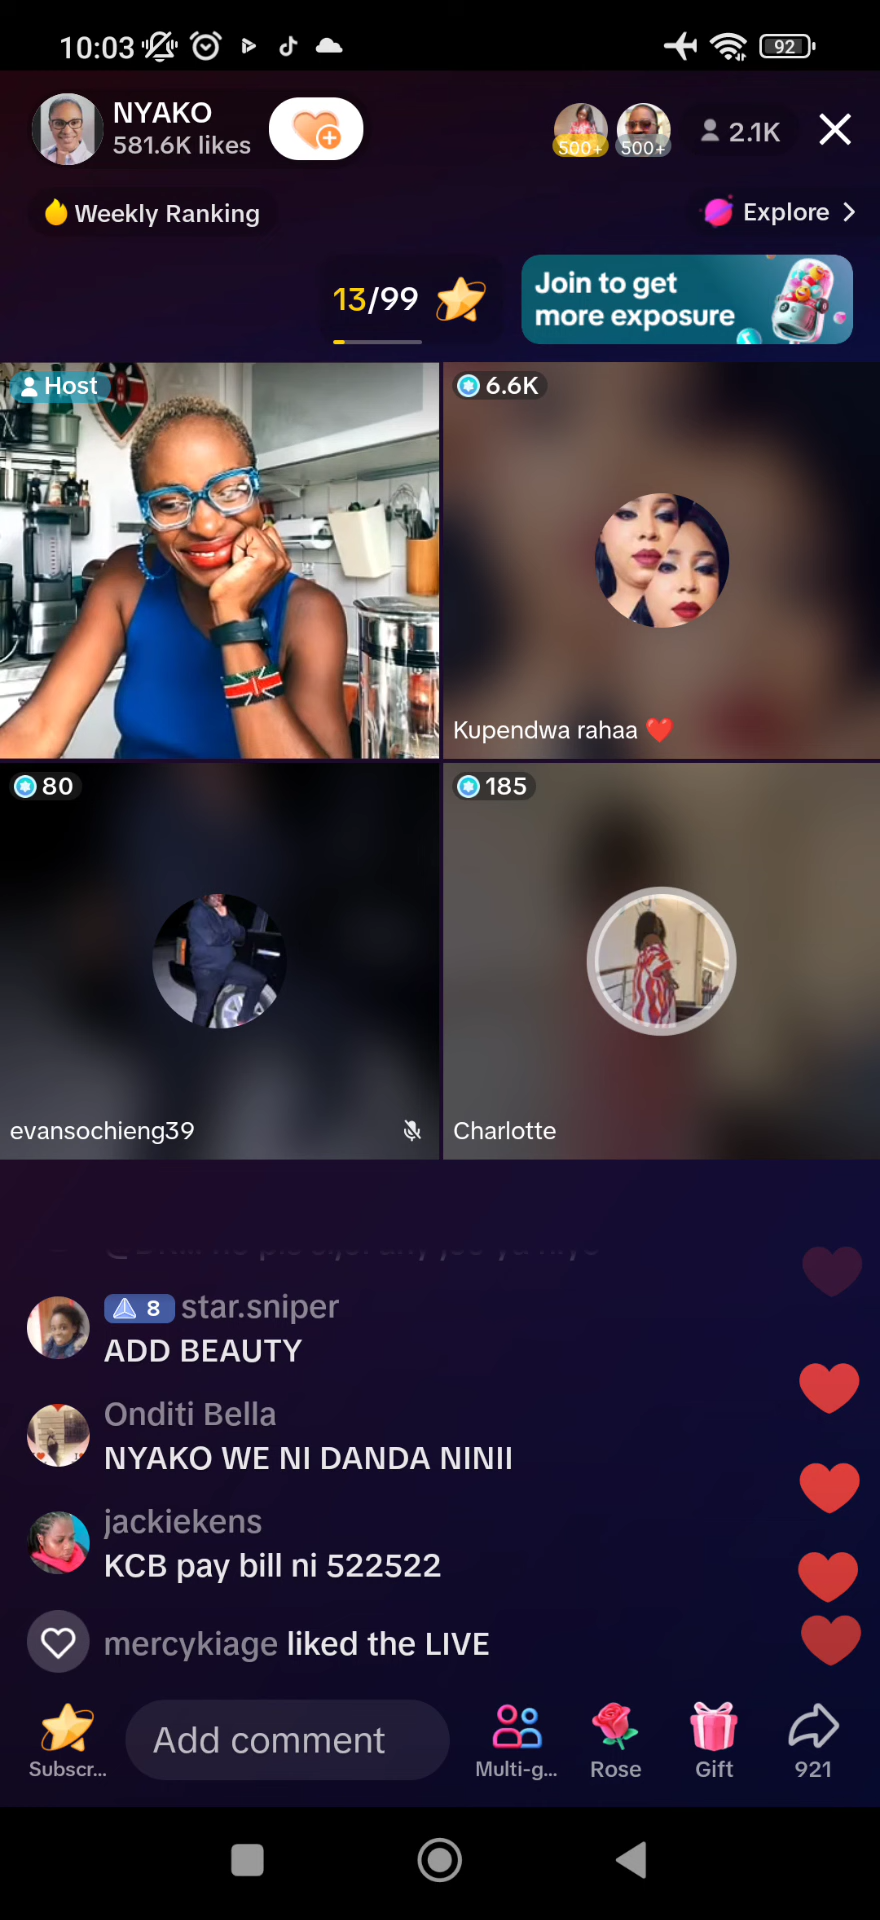 10:03
92
NYAKO
581.6K likes
500+
500+
2.1K
Weekly Ranking
Explore
13/99
Join to get
more exposure
Host
6.6K
Kupendwa rahaa ❤️
80
185
evansochieng39
Charlotte
8 star.sniper
ADD BEAUTY
Onditi Bella
NYAKO WE NI DANDA NINII
jackiekens
KCB pay bill ni 522522
mercykiage liked the LIVE
Subscr...
Add comment
Multi-g...
Rose
Gift
921